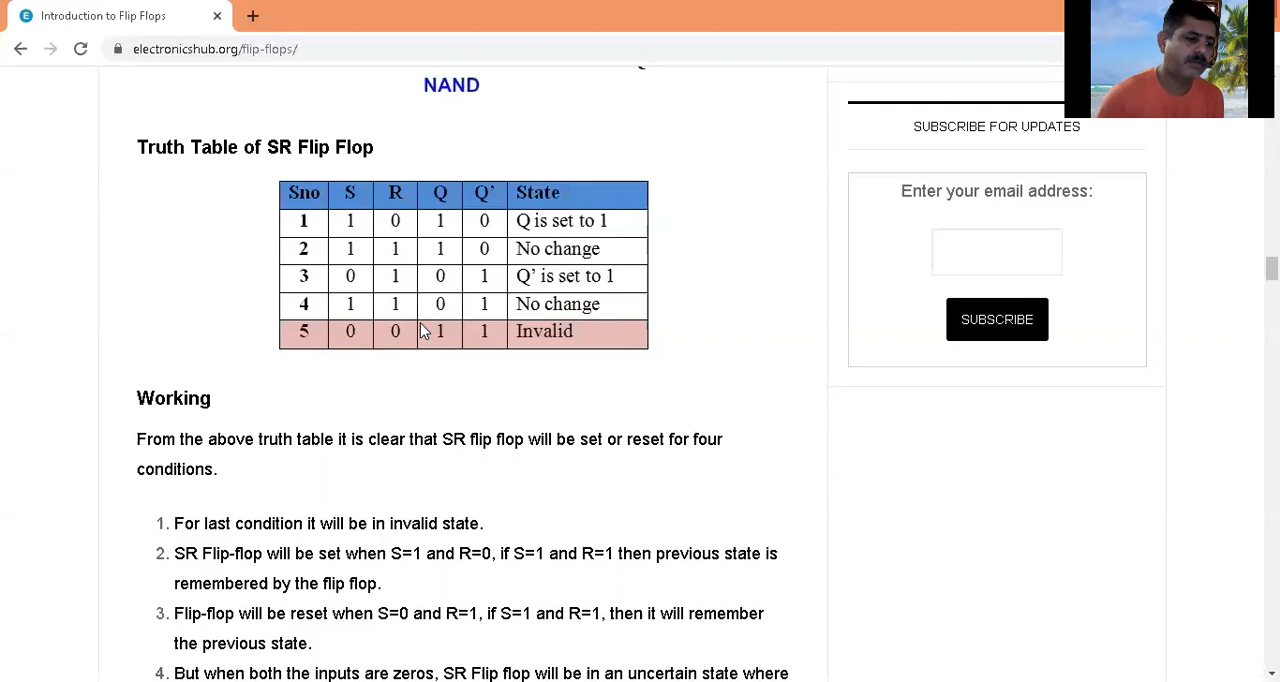 Introduction to Flip Flops
electronicshub.org/flip-flops/
NAND
SUBSCRIBE FOR UPDATES
Truth Table of SR Flip Flop
Sno S R Q Q’ State
1 1 0 1 0 Q is set to 1
2 1 1 1 0 No change
3 0 1 0 1 Q’ is set to 1
4 1 1 0 1 No change
5 0 0 1 1 Invalid
Enter your email address:
SUBSCRIBE
Working
From the above truth table it is clear that SR flip flop will be set or reset for four
conditions.
1. For last condition it will be in invalid state.
2. SR Flip-flop will be set when S=1 and R=0, if S=1 and R=1 then previous state is
remembered by the flip flop.
3. Flip-flop will be reset when S=0 and R=1, if S=1 and R=1, then it will remember
the previous state.
4. But when both the inputs are zeros, SR Flip flop will be in an uncertain state where